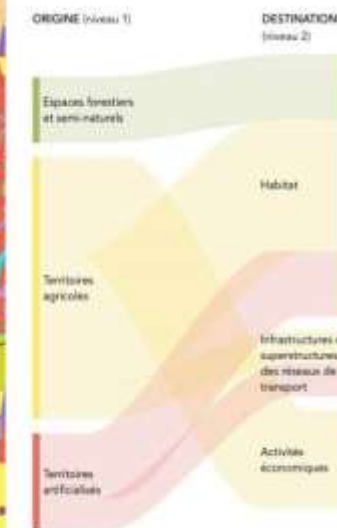 ORIGINE (niveau 1)
DESTINATION
(niveau 2)
Espaces forestiers
et semi-naturels
Habitat
Territoires
agricoles
Infrastructures
superstructures
des réseaux de
transport
Territoires
artificialisés
Activités
économiques